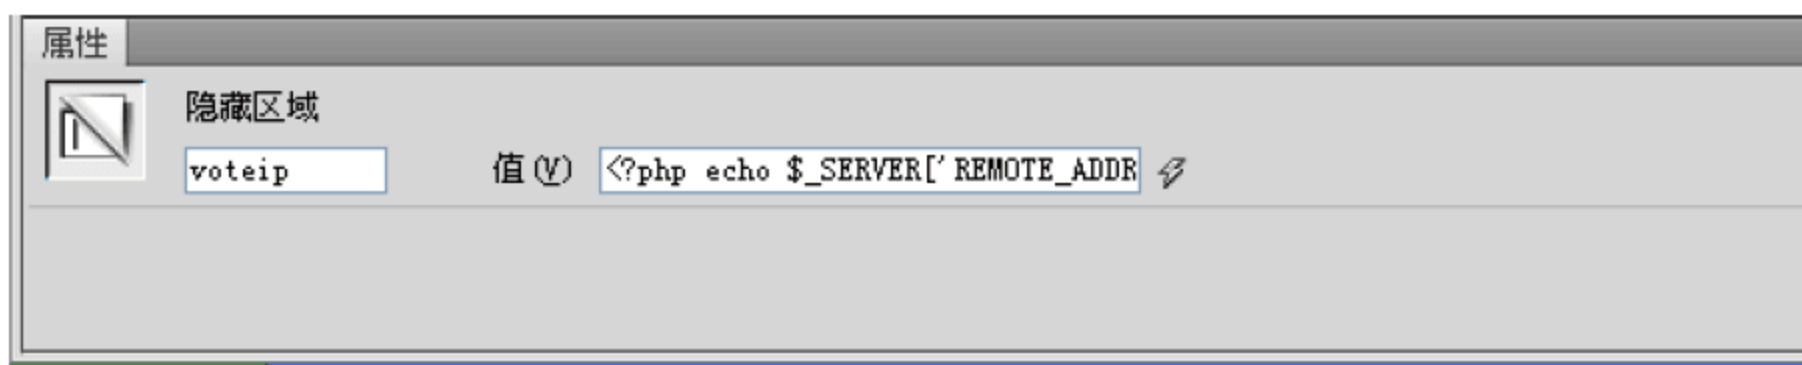 属性
隐藏区域
voteip 值(V) <?php echo $_SERVER['REMOTE_ADDR